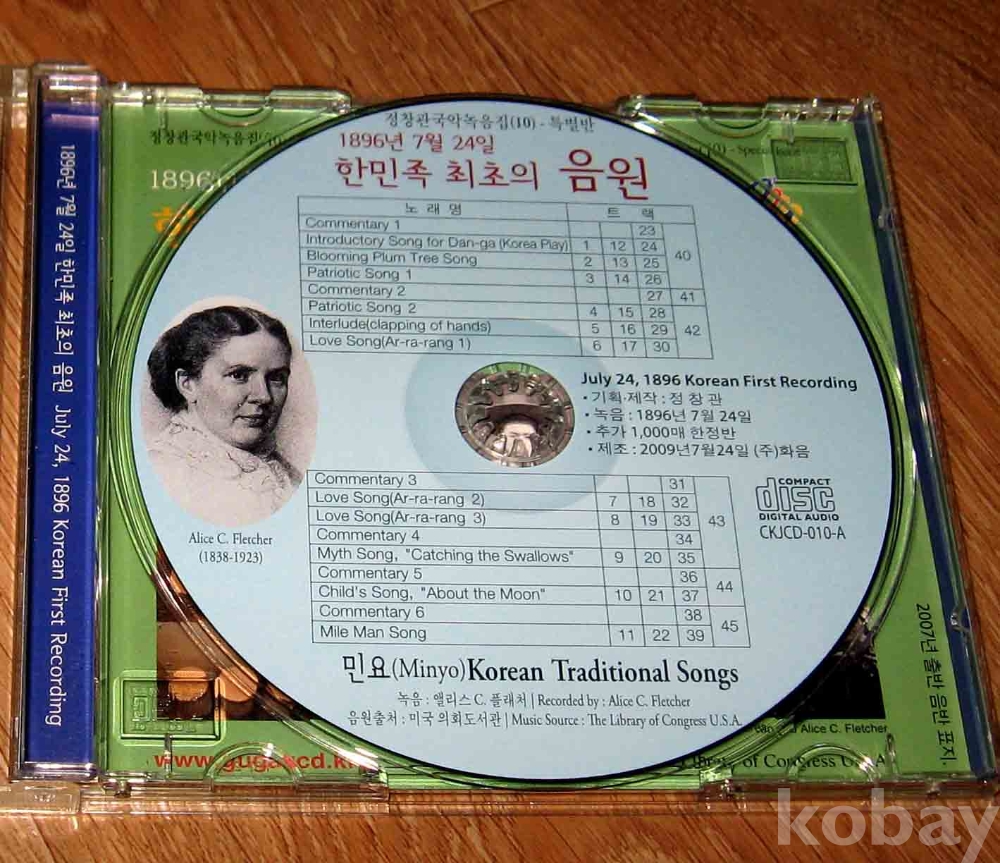 1896년 7월 24일 한민족 최초의 음원 July 24, 1896 Korean First Recording
정창관국악녹음집(10)
1896
정창관국악녹음집(10) - 특별반
1896년 7월 24일
한민족 최초의 음원
노래명 트랙
Commentary 1 23
Introductory Song for Dan-ga (Korea Play) 1 12 24 40
Blooming Plum Tree Song 2 13 25
Patriotic Song 1 3 14 26
Commentary 2 27 41
Patriotic Song 2 4 15 28
Interlude(clapping of hands) 5 16 29 42
Love Song(Ar-ra-rang 1) 6 17 30
July 24, 1896 Korean First Recording
• 기획·제작 : 정 창 관
• 녹음 : 1896년 7월 24일
• 추가 1,000매 한정반
• 제조 : 2009년7월24일 (주)화음
COMPACT
disc
DIGITAL AUDIO
CKJCD-010-A
Alice C. Fletcher
(1838-1923)
Commentary 3 31
Love Song(Ar-ra-rang 2) 7 18 32
Love Song(Ar-ra-rang 3) 8 19 33 43
Commentary 4 34
Myth Song, "Catching the Swallows" 9 20 35
Commentary 5 36
Child's Song, "About the Moon" 10 21 37 44
Commentary 6 38
Mile Man Song 11 22 39 45
민요(Minyo)Korean Traditional Songs
녹음 : 앨리스 C. 플래처 | Recorded by : Alice C. Fletcher
음원출처 : 미국 의회도서관 | Music Source : The Library of Congress U.S.A.
2007년 출반 음반 표지.
Alice C. Fletcher
of Congress U.S.A
kobay